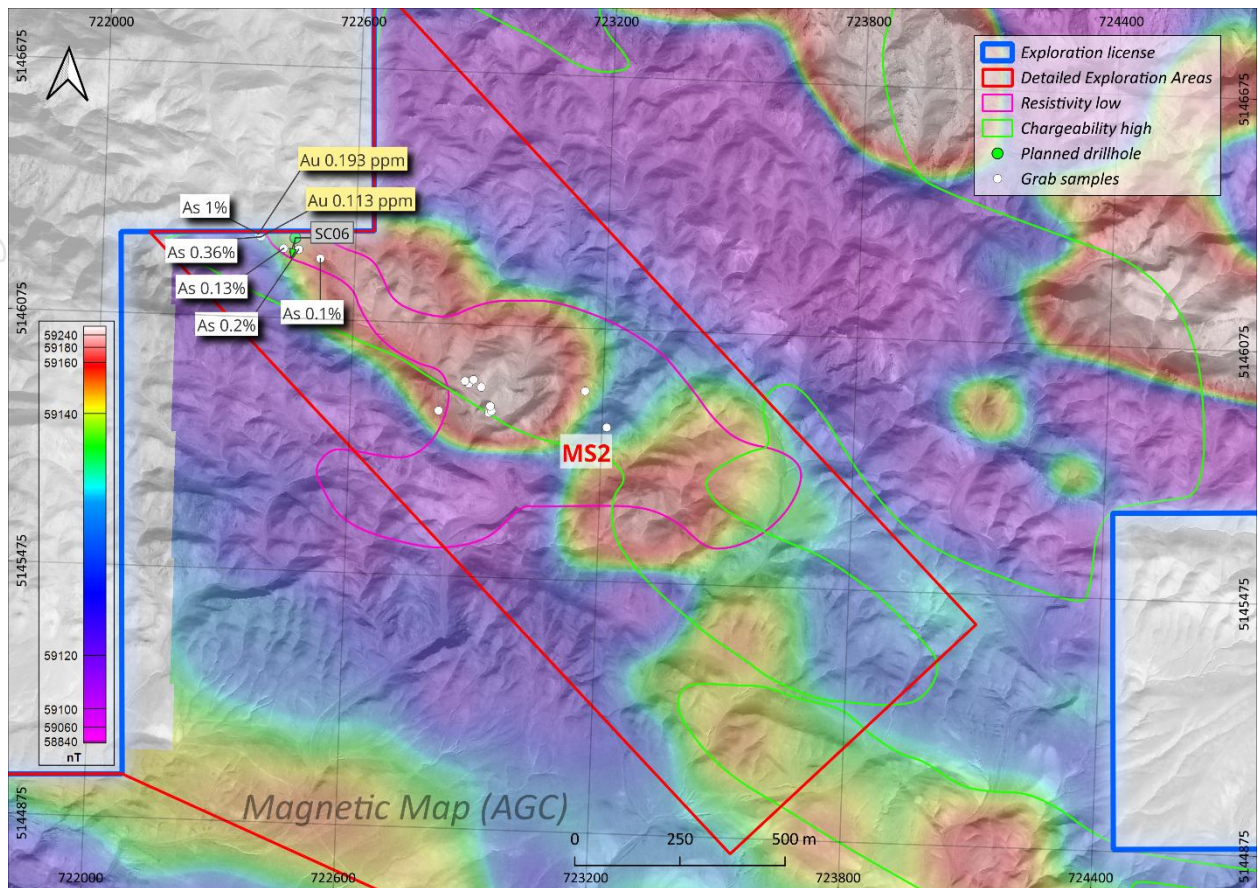 722000
722600
723200
723800
724400
5146675
5146675
Exploration license
Detailed Exploration Areas
Resistivity low
Chargeability high
Planned drillhole
Grab samples
Au 0.193 ppm
As 1%
Au 0.113 ppm
SC06
As 0.36%
As 0.13%
As 0.1%
As 0.2%
5146075
5146075
59240
59180
59160
59140
59120
59100
59060
58840
nT
MS2
5145475
5145475
Magnetic Map (AGC)
0 250 500 m
5144875
5144875
722000
722600
723200
723800
724400